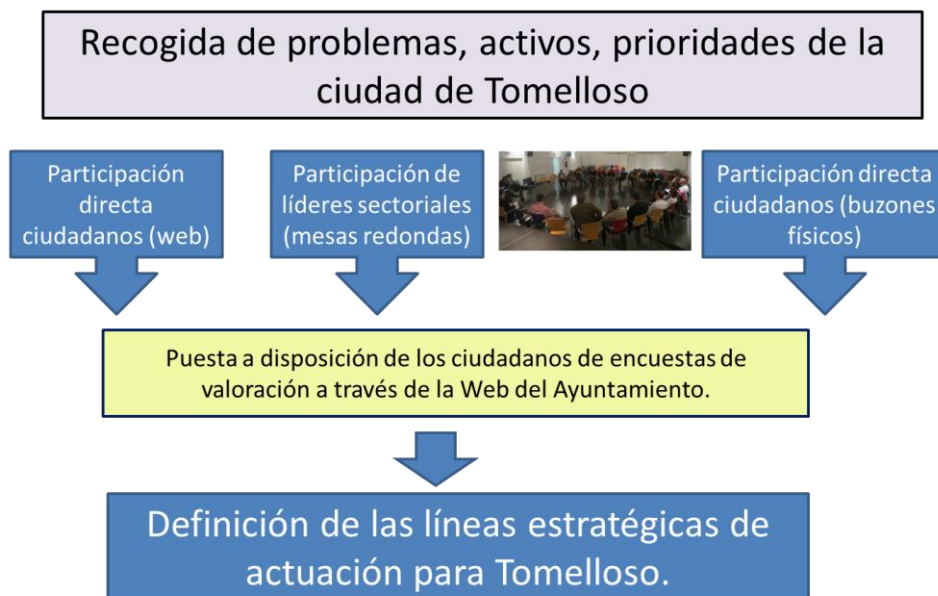 Recogida de problemas, activos, prioridades de la
ciudad de Tomelloso
Participación
directa
ciudadanos (web)
Participación de
líderes sectoriales
(mesas redondas)
Participación directa
ciudadanos (buzones
físicos)
Puesta a disposición de los ciudadanos de encuestas de
valoración a través de la Web del Ayuntamiento.
Definición de las líneas estratégicas de
actuación para Tomelloso.